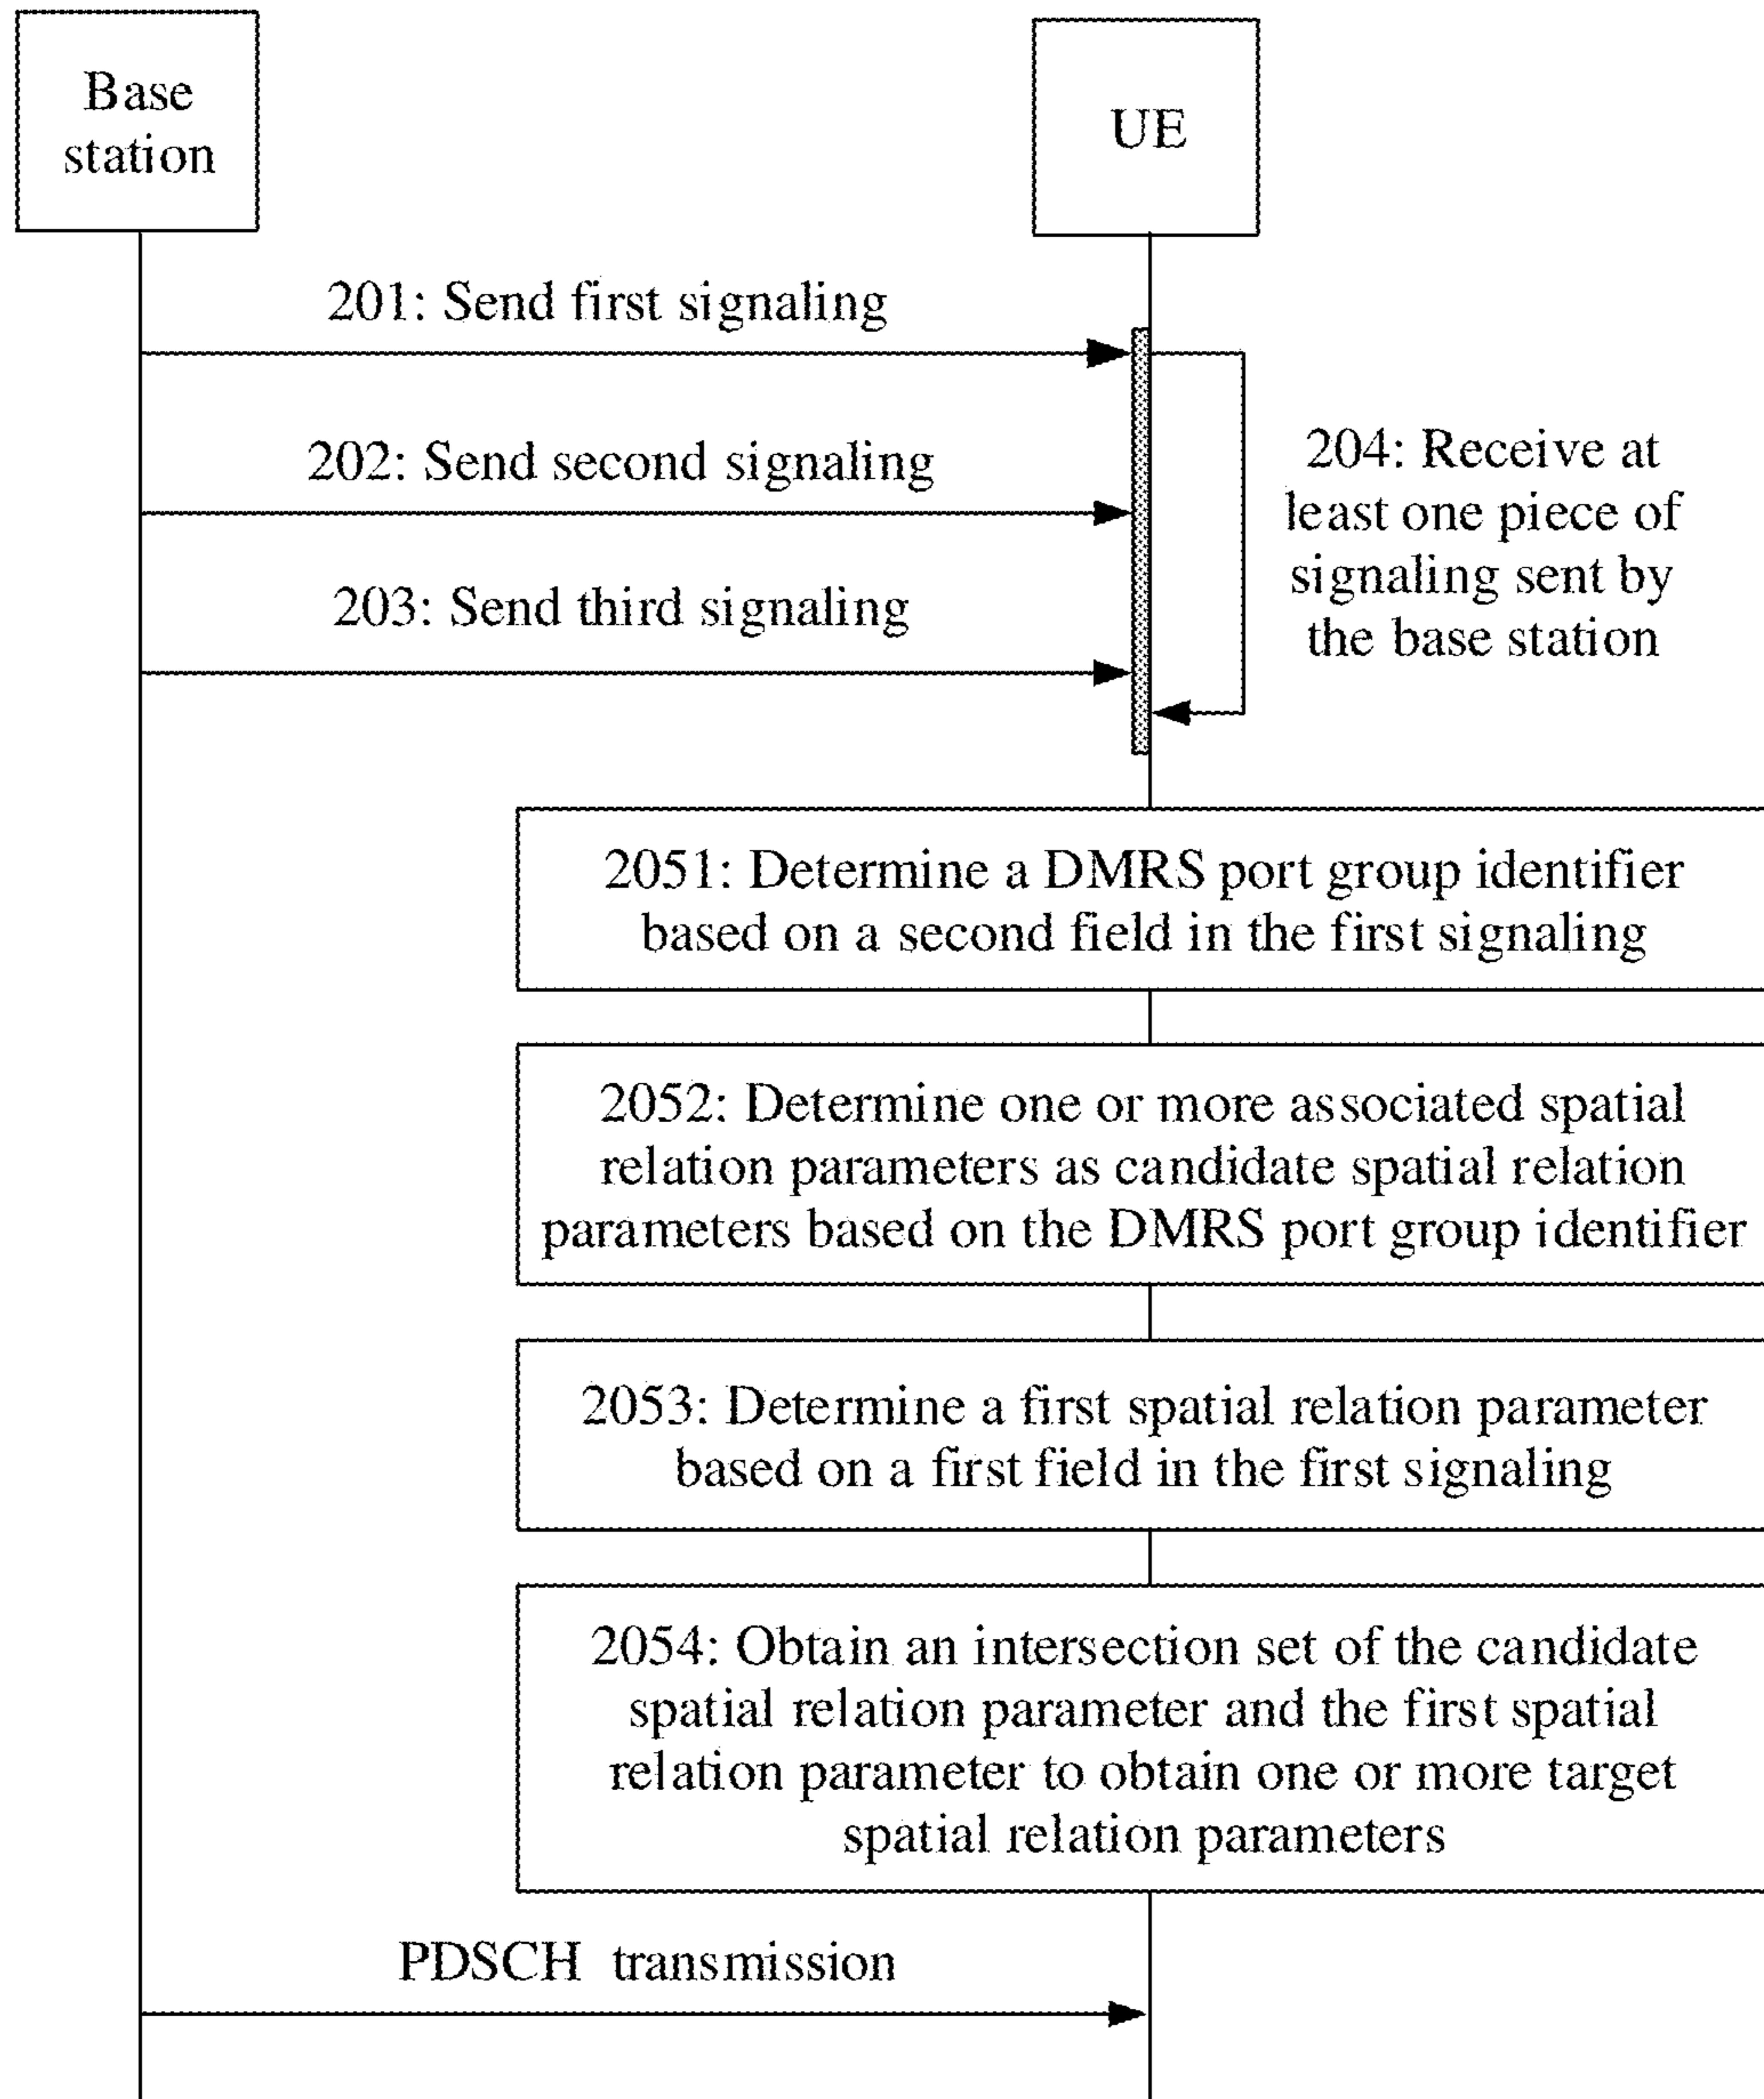 Base
station
UE
201: Send first signaling
202: Send second signaling
203: Send third signaling
204: Receive at
least one piece of
signaling sent by
the base station
2051: Determine a DMRS port group identifier
based on a second field in the first signaling
2052: Determine one or more associated spatial
relation parameters as candidate spatial relation
parameters based on the DMRS port group identifier
2053: Determine a first spatial relation parameter
based on a first field in the first signaling
2054: Obtain an intersection set of the candidate
spatial relation parameter and the first spatial
relation parameter to obtain one or more target
spatial relation parameters
PDSCH transmission